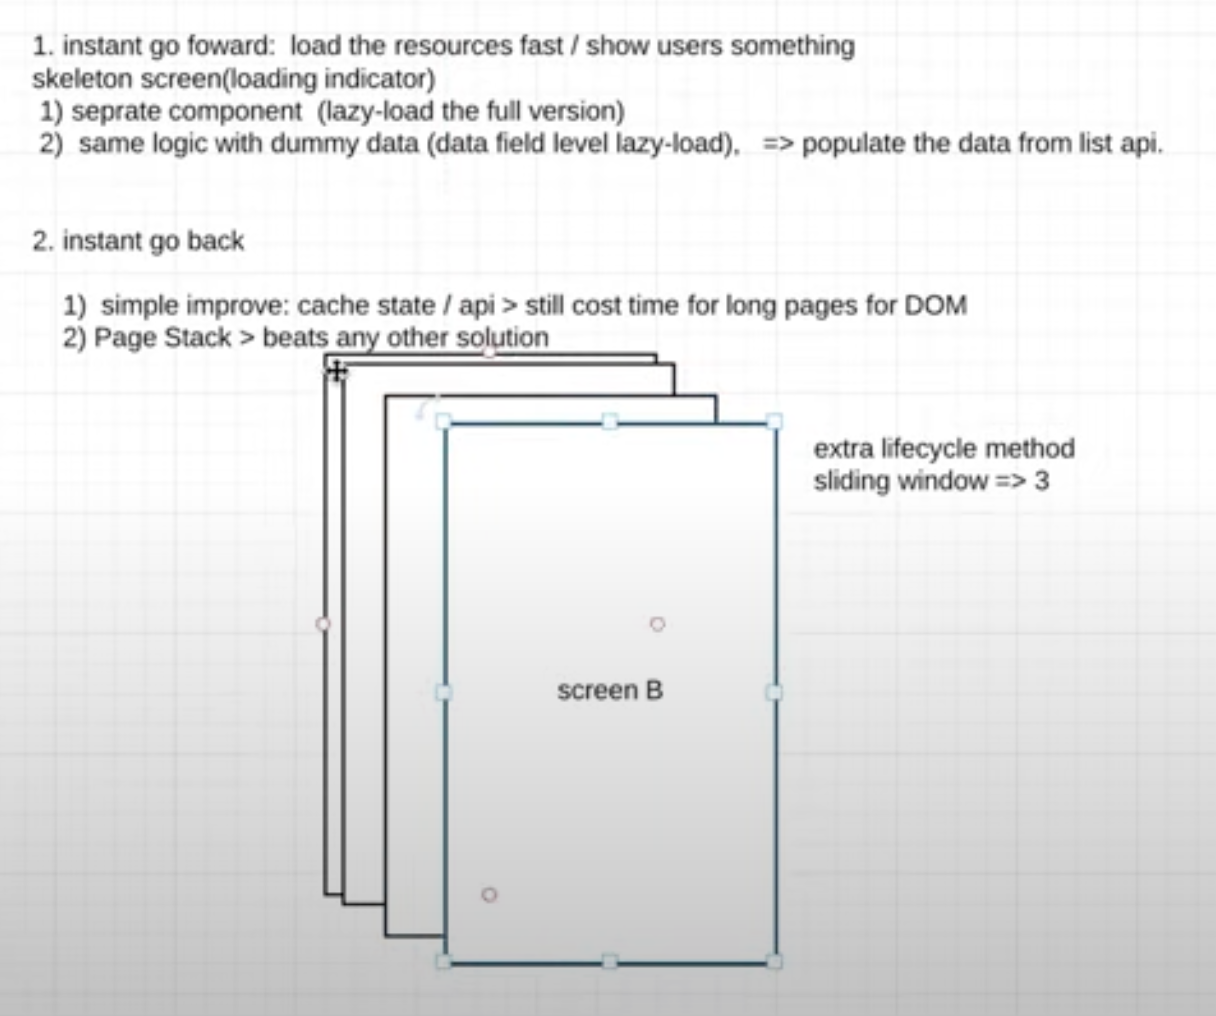 1. instant go foward:  load the resources fast / show users something
skeleton screen(loading indicator)
1) seprate component  (lazy-load the full version)
2)  same logic with dummy data (data field level lazy-load),   => populate the data from list api.
2. instant go back
1)  simple improve: cache state / api > still cost time for long pages for DOM
2) Page Stack > beats any other solution
extra lifecycle method
sliding window => 3
screen B